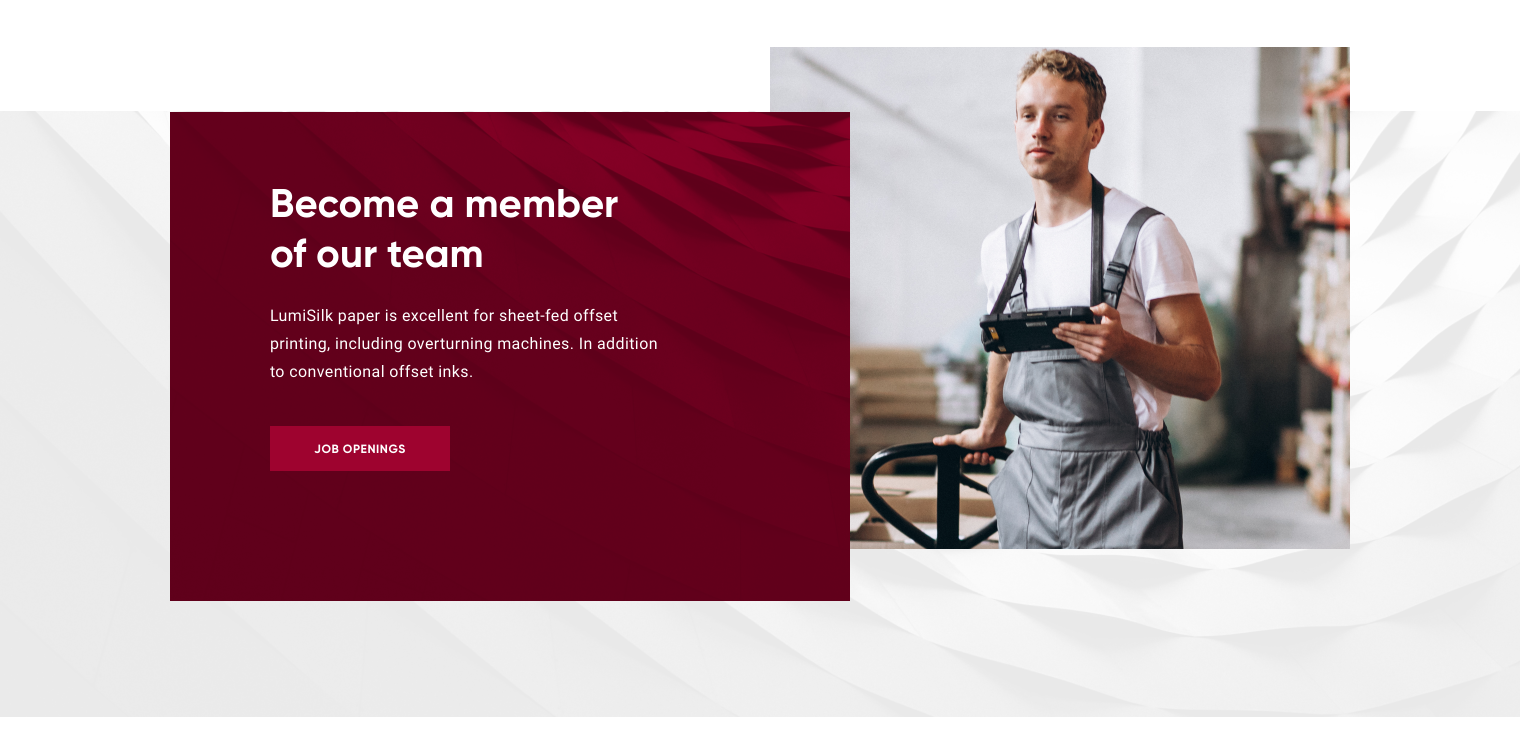 Become a member
of our team
LumiSilk paper is excellent for sheet-fed offset
printing, including overturning machines. In addition
to conventional offset inks.
JOB OPENINGS